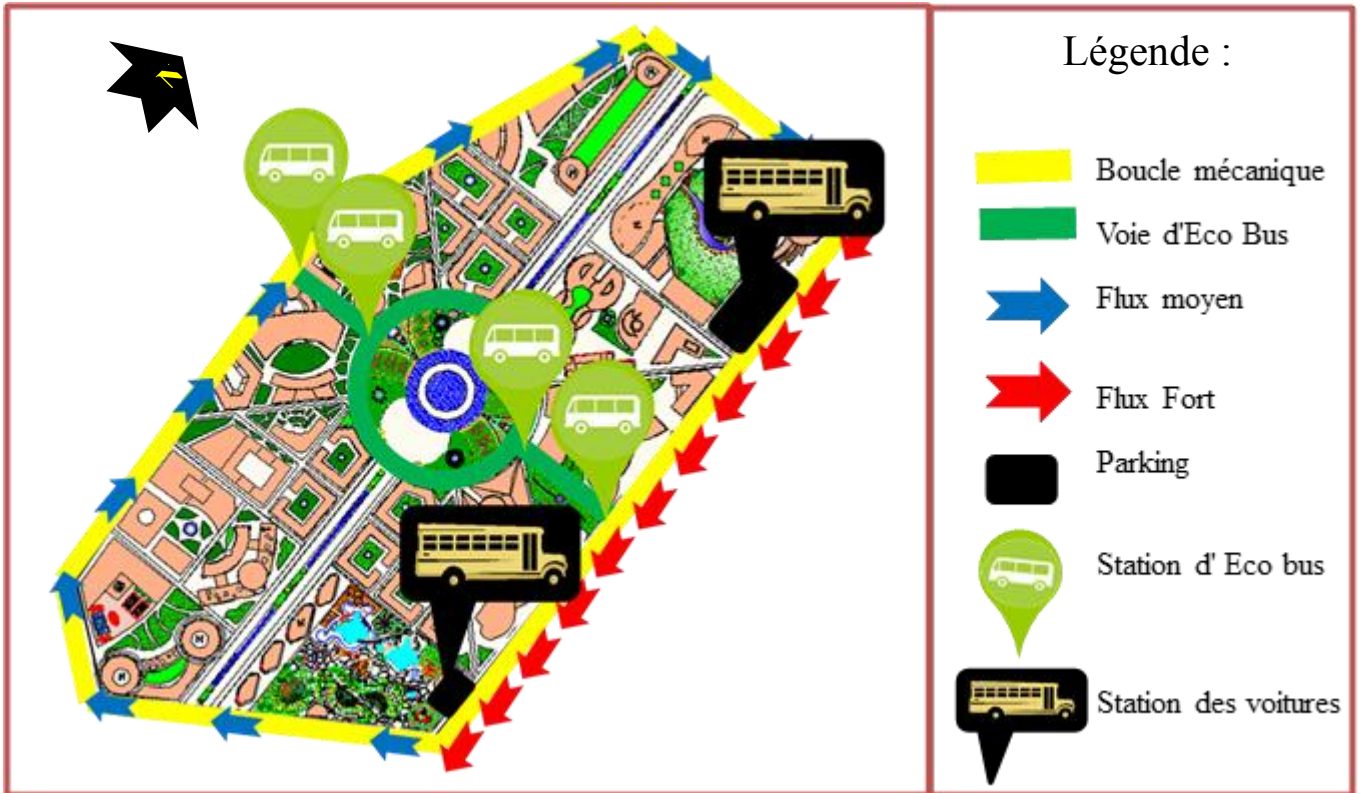 Légende :
Boucle mécanique
Voie d'Eco Bus
Flux moyen
Flux Fort
Parking
Station d' Eco bus
Station des voitures